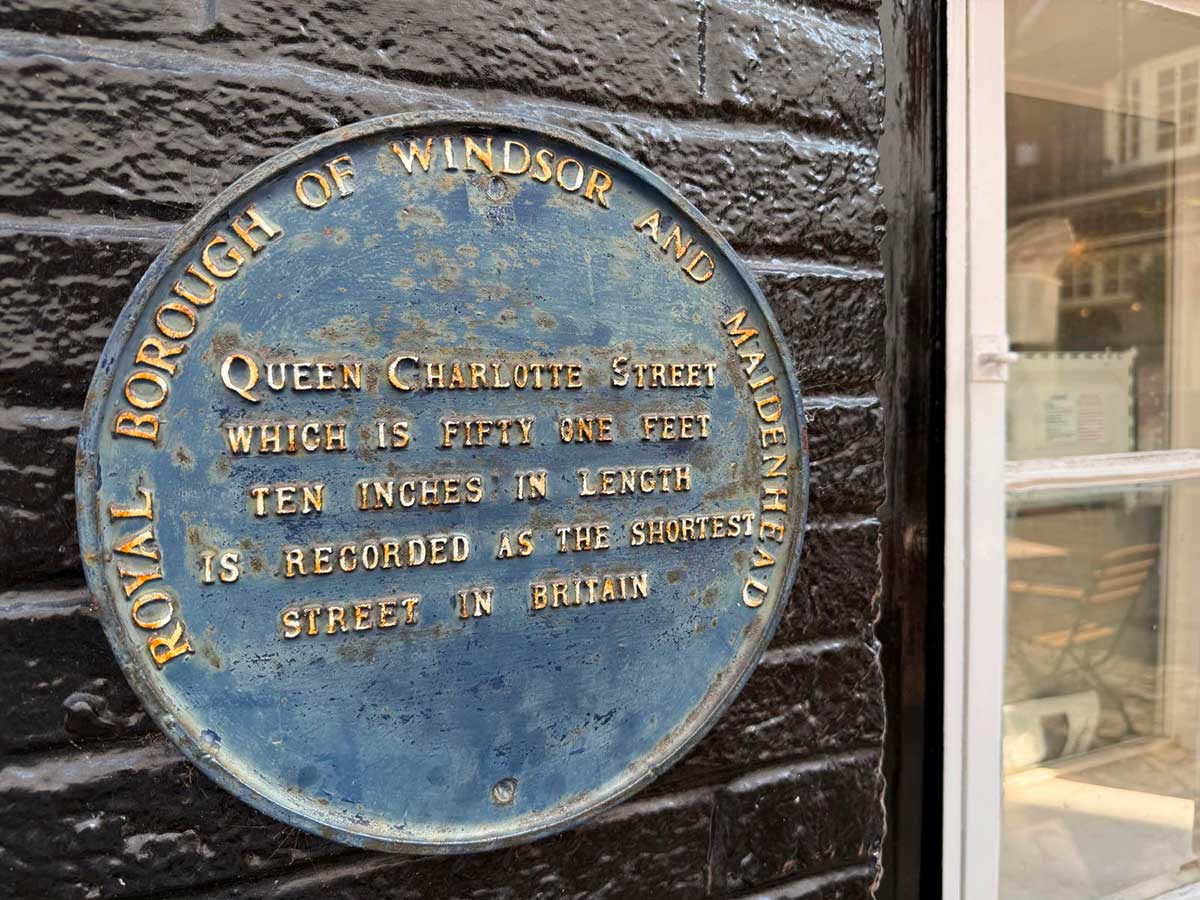 ROYAL BOROUGH OF WINDSOR AND MAIDENHEAD
QUEEN CHARLOTTE STREET
WHICH IS FIFTY ONE FEET
TEN INCHES IN LENGTH
IS RECORDED AS THE SHORTEST
STREET IN BRITAIN